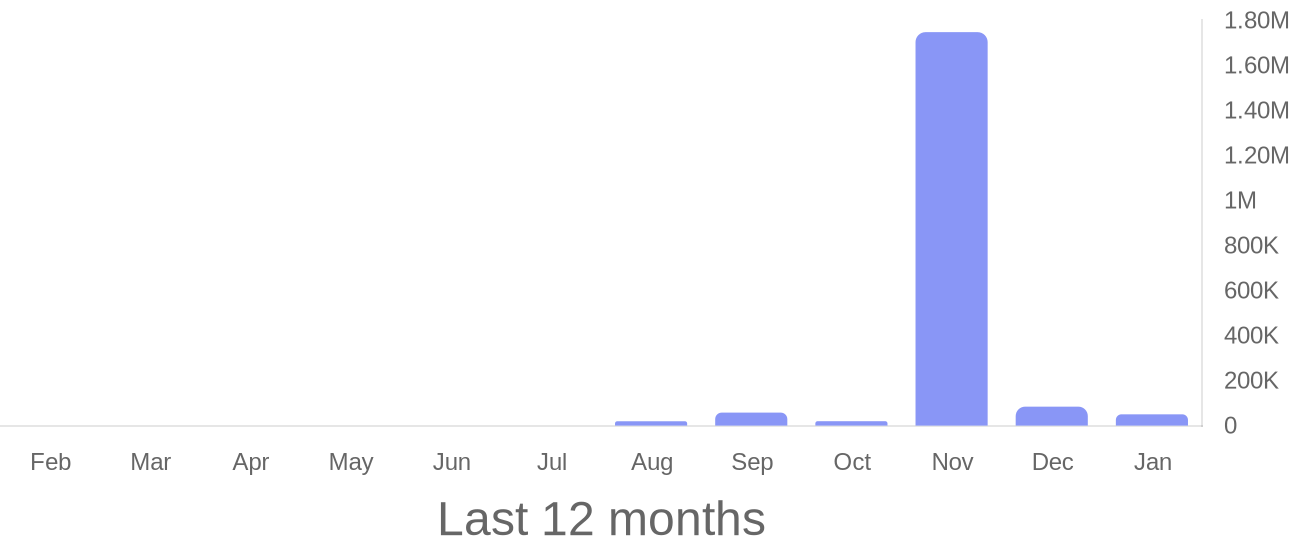 1.80M
1.60M
1.40M
1.20M
1M
800K
600K
400K
200K
0
Feb Mar Apr May Jun Jul Aug Sep Oct Nov Dec Jan
Last 12 months